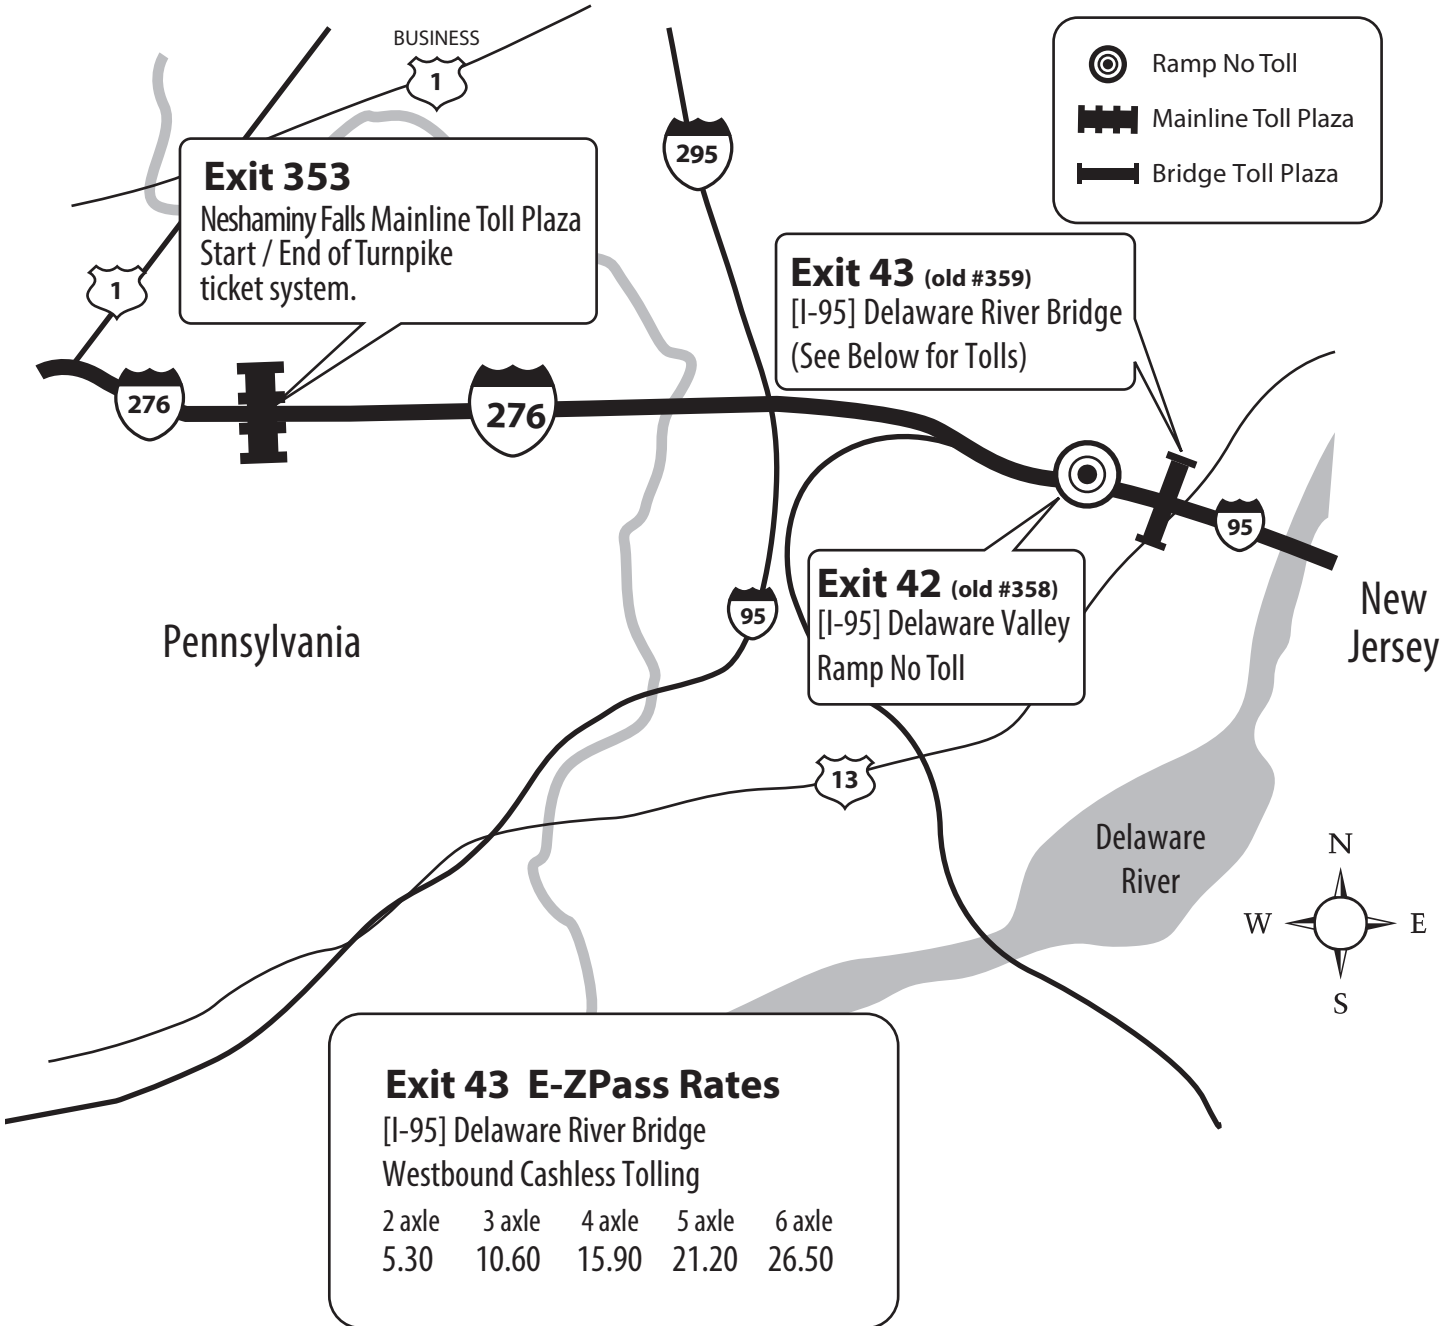 BUSINESS
1
295
Ramp No Toll
Mainline Toll Plaza
Bridge Toll Plaza
Exit 353
Neshaminy Falls Mainline Toll Plaza
Start / End of Turnpike
ticket system.
1
Exit 43 (old #359)
[I-95] Delaware River Bridge
(See Below for Tolls)
276
276
95
Exit 42 (old #358)
[I-95] Delaware Valley
Ramp No Toll
95
New
Jersey
Pennsylvania
13
Delaware
River
N
W E
S
Exit 43 E-ZPass Rates
[I-95] Delaware River Bridge
Westbound Cashless Tolling
2 axle 3 axle 4 axle 5 axle 6 axle
5.30 10.60 15.90 21.20 26.50